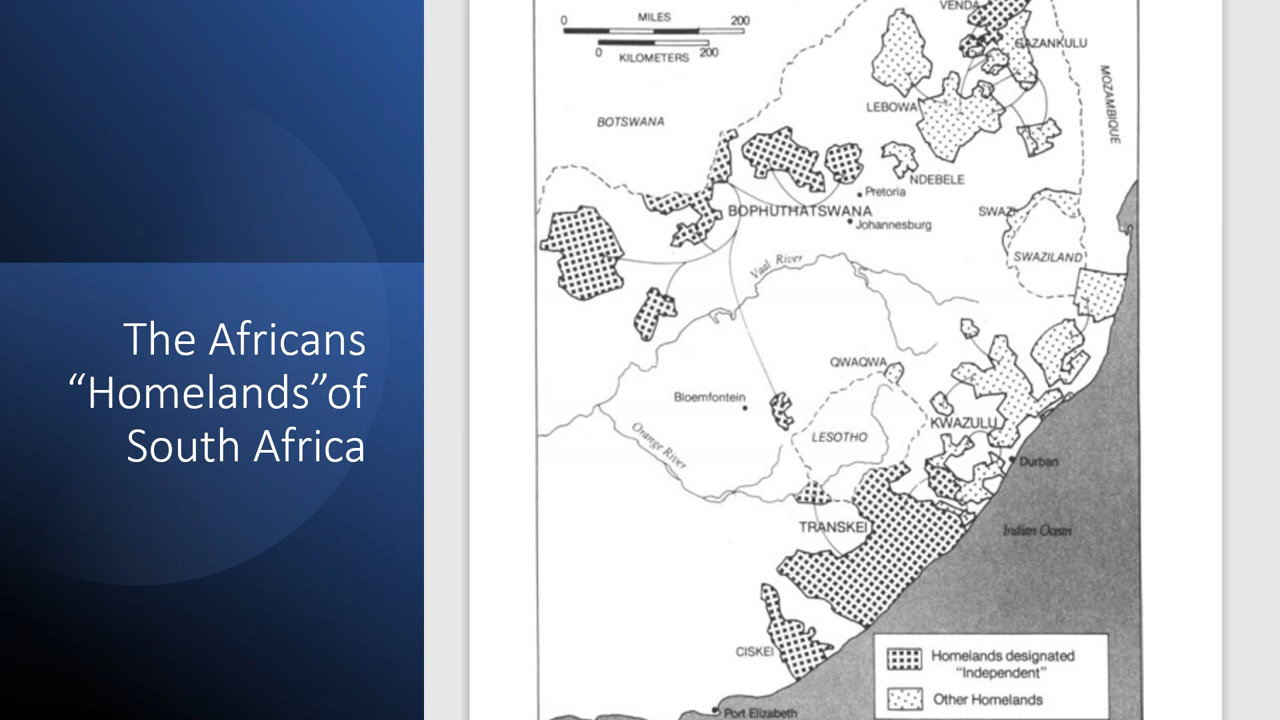 The Africans
“Homelands”of
South Africa
0 MILES 200
0 KILOMETERS 200
VENDA
GAZANKULU
MOZAMBIQUE
LEBOWA
BOTSWANA
NDEBELE
Pretoria
BOPHUTHATSWANA
SWAZI
Johannesburg
SWAZILAND
Vaal River
QWAQWA
Bloemfontein
KWAZULU
LESOTHO
Orange River
Durban
TRANSKEI
Indian Ocean
CISKEI
Homelands designated
“Independent”
Other Homelands
Port Elizabeth